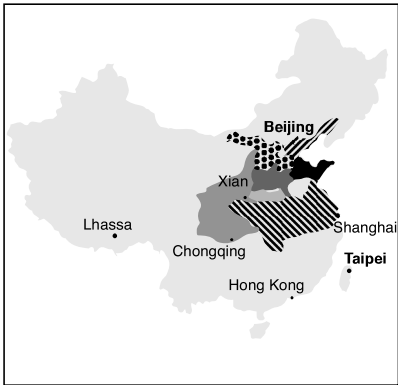 Beijing
Xian
Lhassa
Shanghai
Chongqing
Taipei
Hong Kong